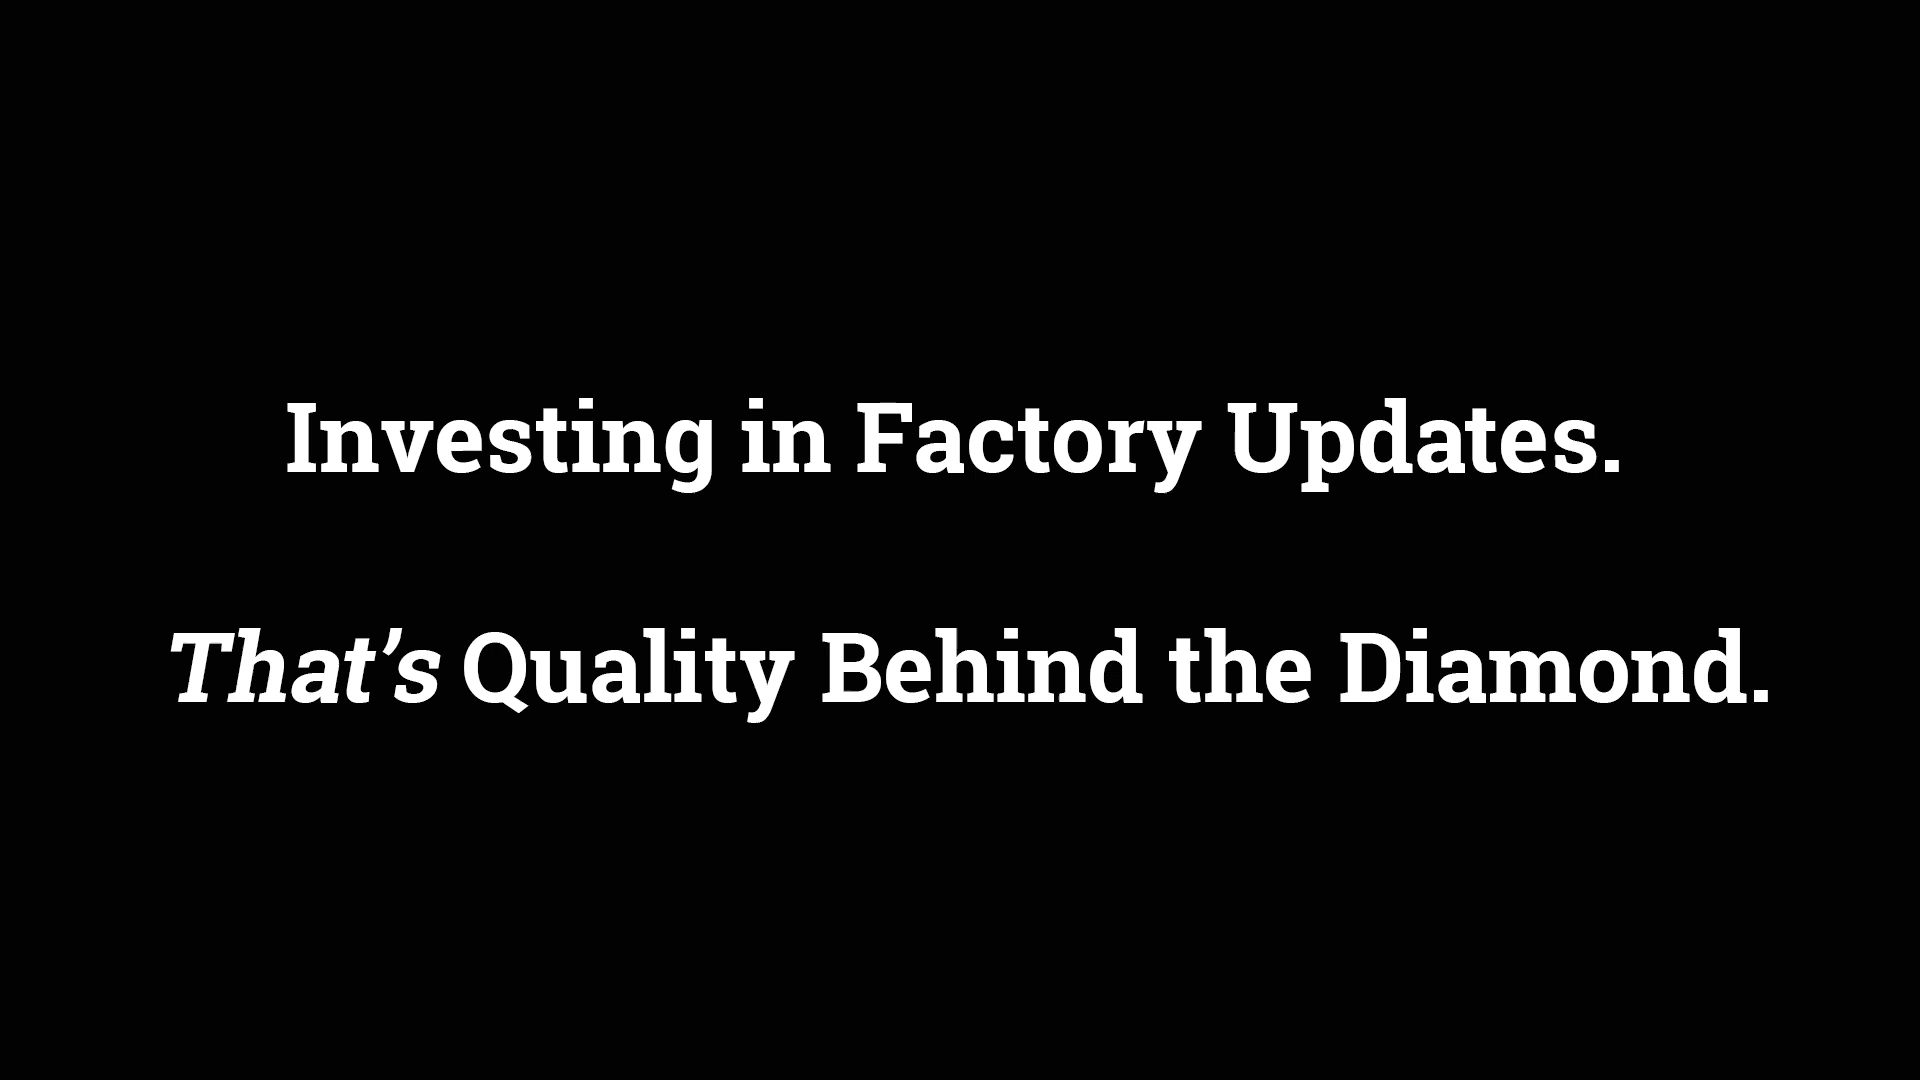 Investing in Factory Updates.
That’s Quality Behind the Diamond.